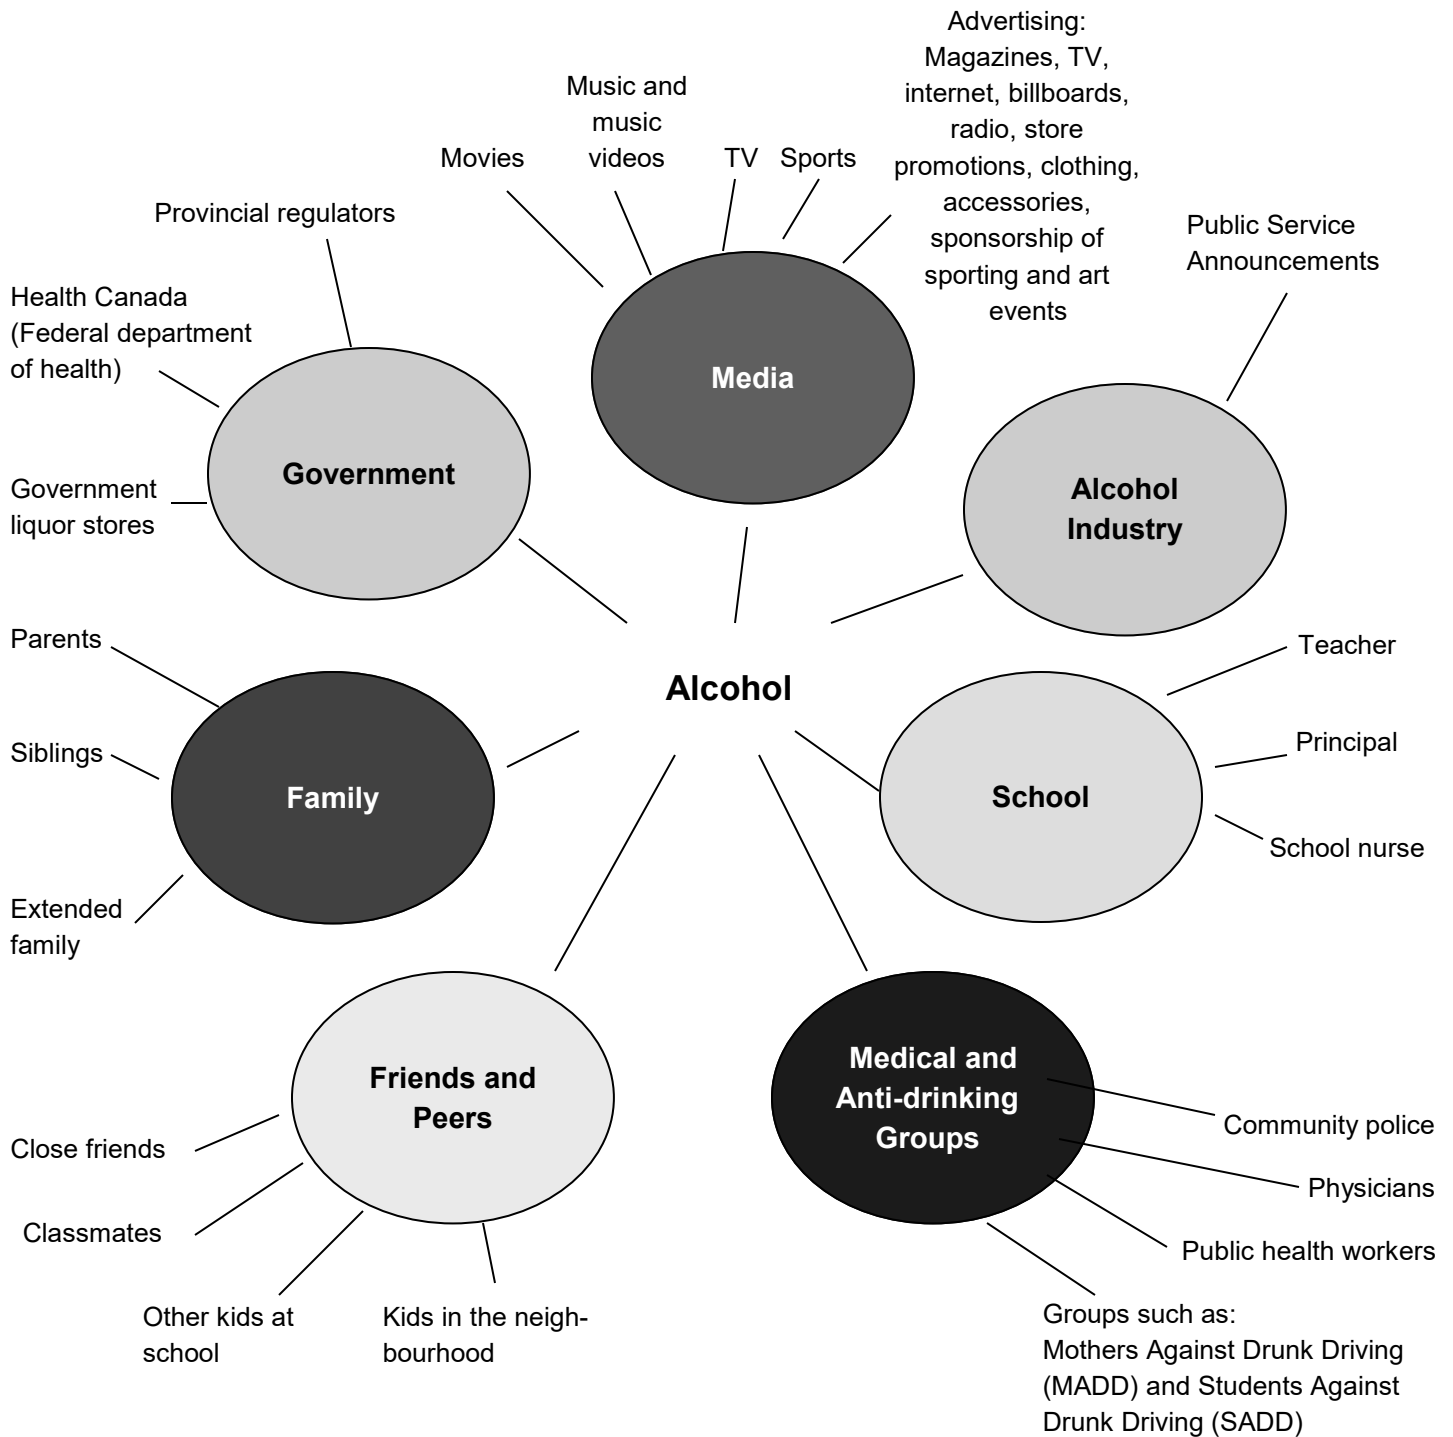 Advertising:
Magazines, TV,
internet, billboards,
radio, store
promotions, clothing,
accessories,
sponsorship of
sporting and art
events
Music and
music
videos
Movies
TV
Sports
Provincial regulators
Public Service
Announcements
Health Canada
(Federal department
of health)
Media
Government
Government
liquor stores
Alcohol
Industry
Parents
Teacher
Alcohol
Siblings
Principal
Family
School
School nurse
Extended
family
Friends and
Peers
Medical and
Anti-drinking
Groups
Close friends
Community police
Physicians
Classmates
Public health workers
Other kids at
school
Kids in the neigh-
bourhood
Groups such as:
Mothers Against Drunk Driving
(MADD) and Students Against
Drunk Driving (SADD)